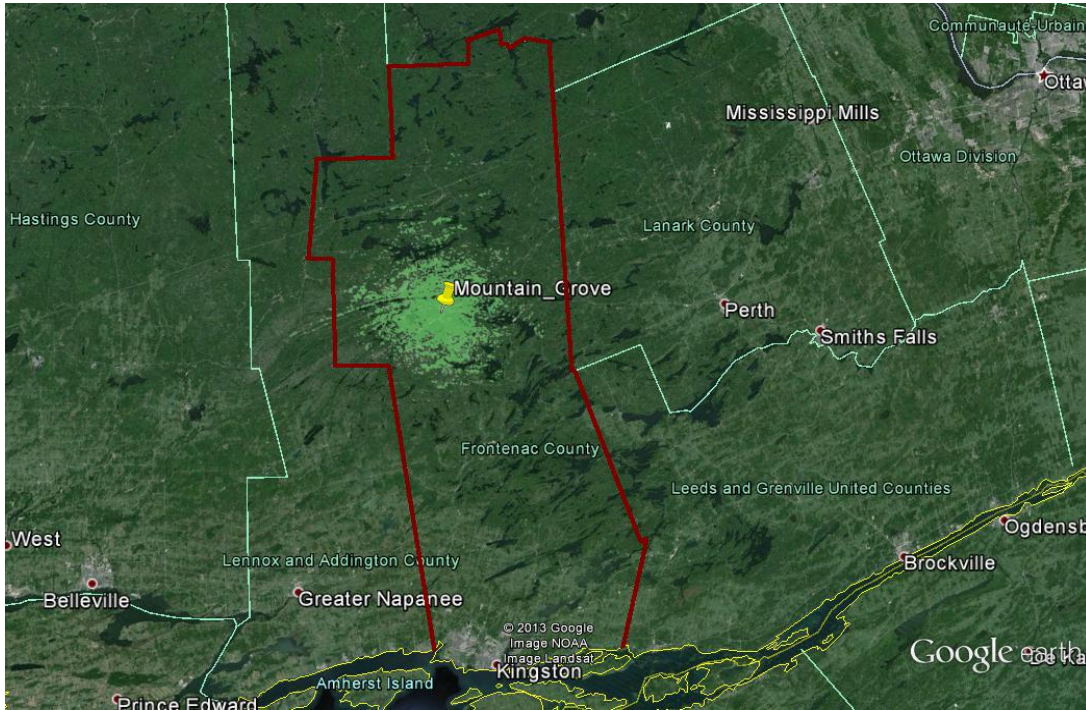 Communauté-Urbain
Ottaw
Mississippi Mills
Ottawa Division
Hastings County
Lanark County
Mountain_Grove
Perth
Smiths Falls
Frontenac County
Leeds and Grenville United Counties
Ogdensb
West
Brockville
Lennox and Addington County
Belleville
Greater Napanee
© 2013 Google
Image NOAA
Image Landsat
Kingston
Google earth
De Ka
Amherst Island
Prince Edward